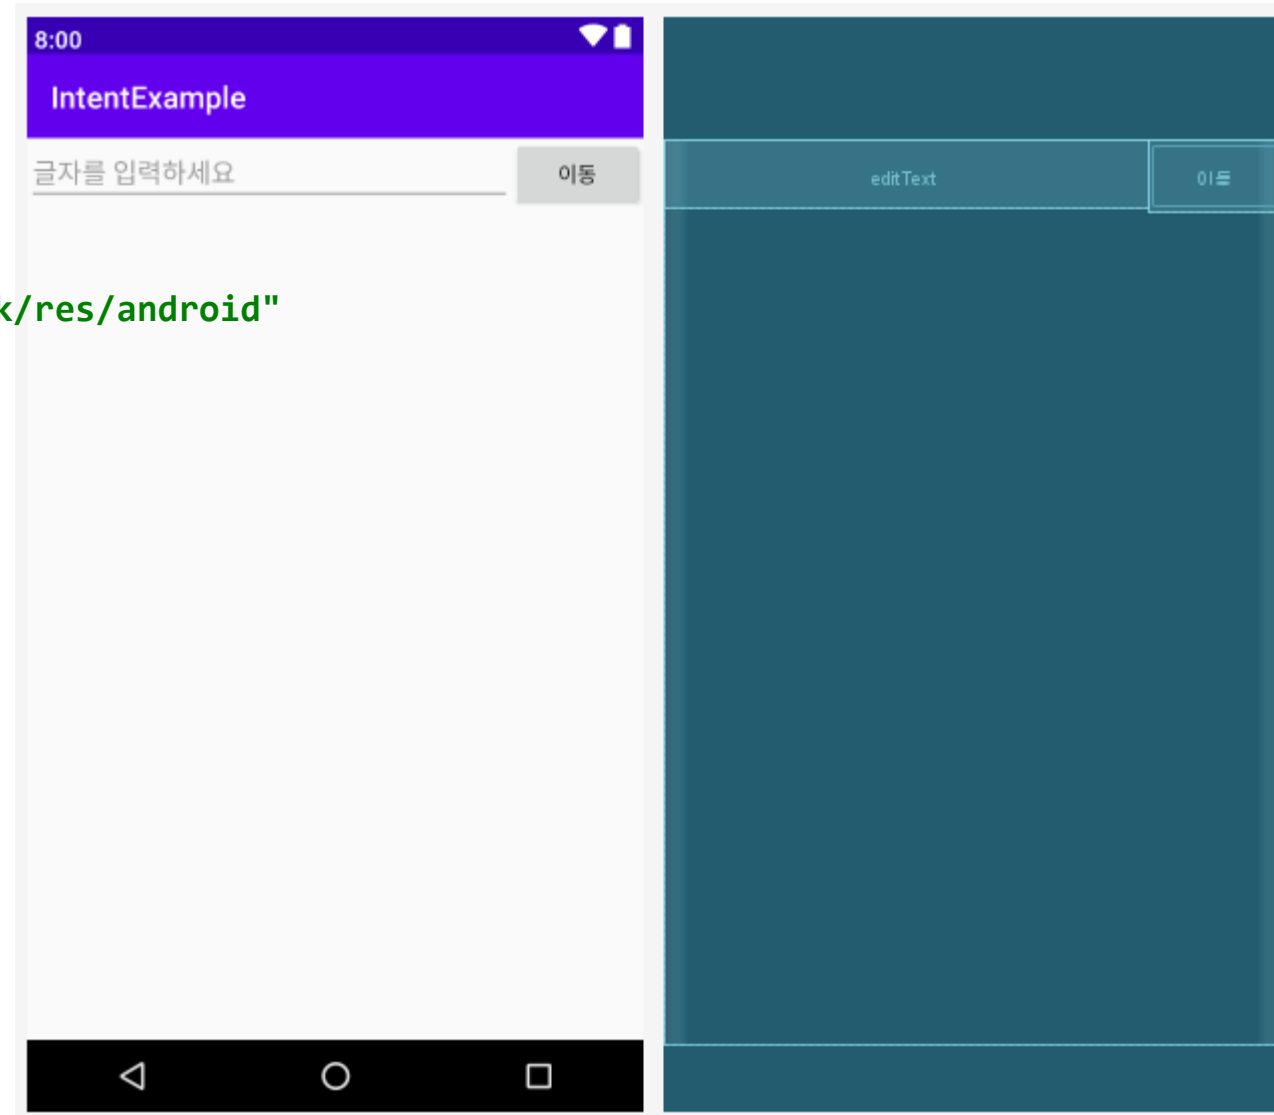 8:00
IntentExample
글자를 입력하세요
이동
editText
이동
k/res/android"